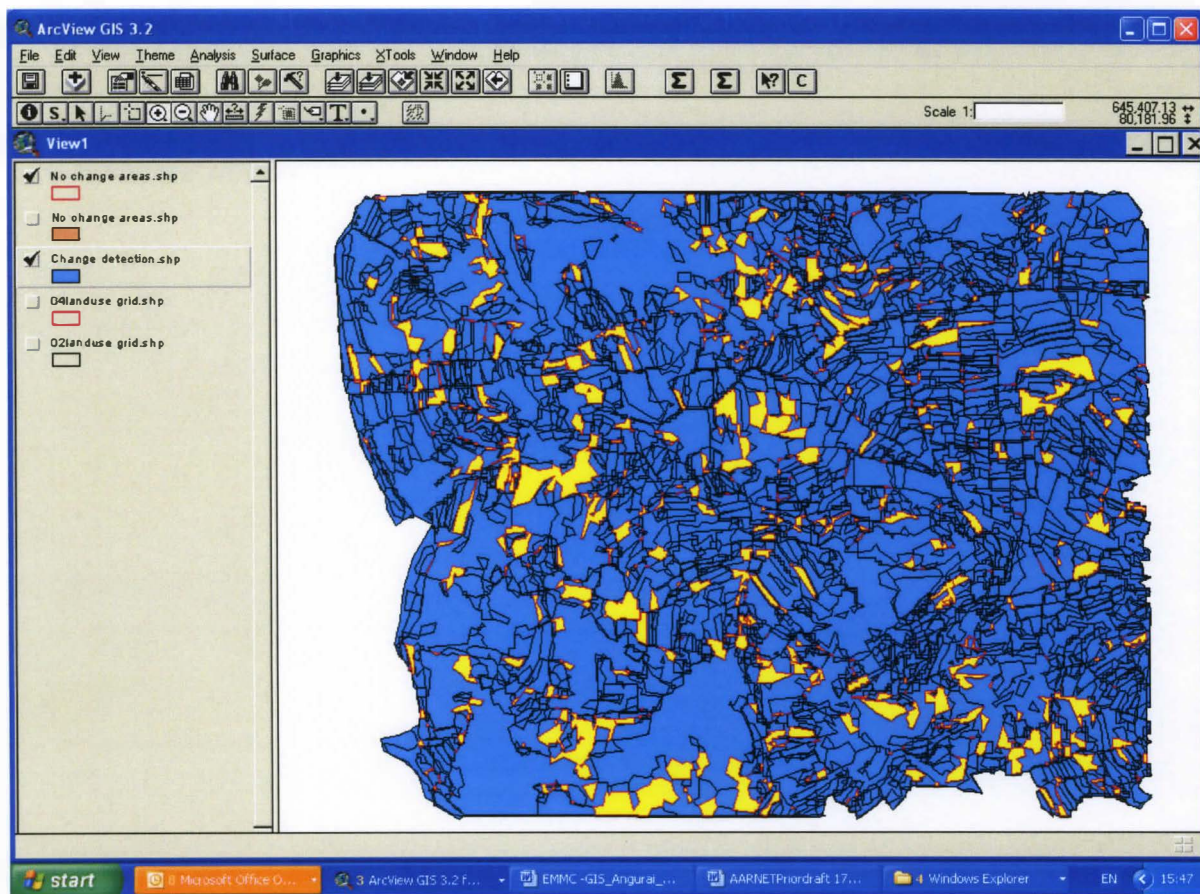 ArcView GIS 3.2
File Edit View Theme Analysis Surface Graphics XTools Window Help
Scale 1:
645,407.13
80,181.96
View1
No change areas.shp
No change areas.shp
Change detection.shp
04landuse grid.shp
02landuse grid.shp
start
8 Microsoft Office O...
3 ArcView GIS 3.2 f...
EMMC -GIS_Angurai_...
AARNETPriordraft 17...
4 Windows Explorer
EN
15:47